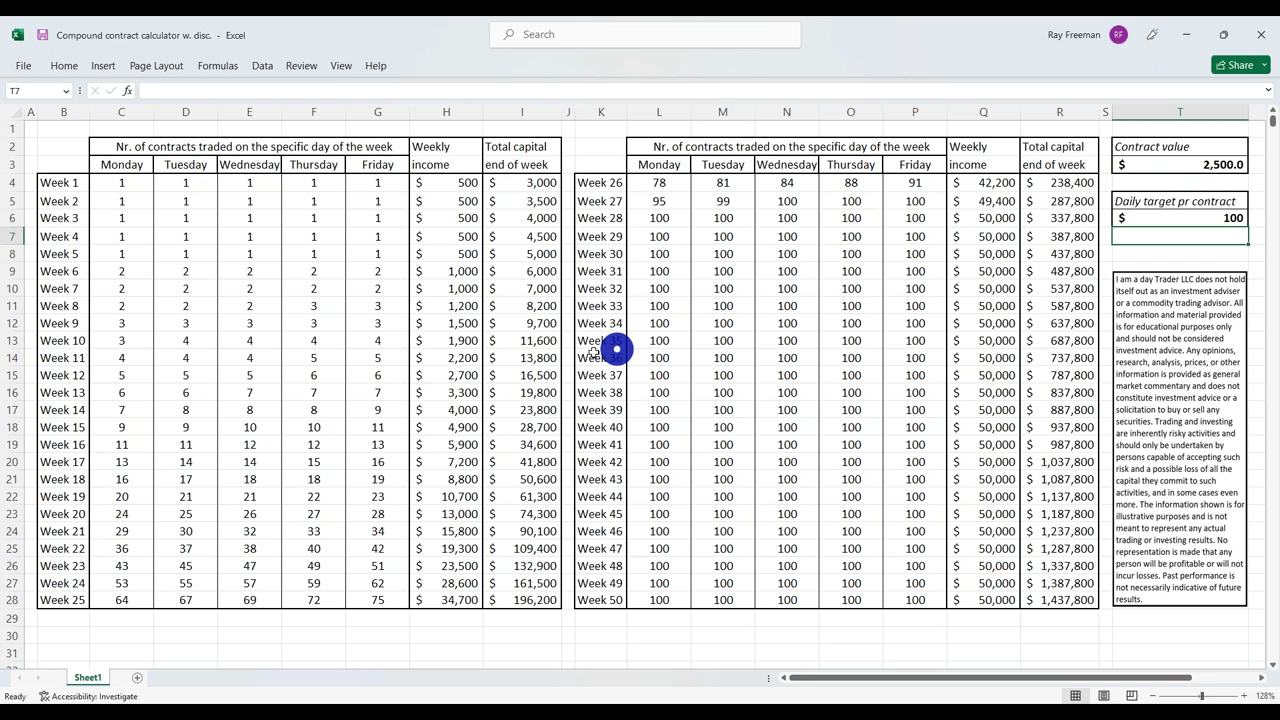 Compound contract calculator w. disc. - Excel
Search
Ray Freeman RF
File Home Insert Page Layout Formulas Data Review View Help
Share
T7 fx
A B C D E F G H I J K L M N O P Q R S T
1
2 Nr. of contracts traded on the specific day of the week Weekly Total capital Nr. of contracts traded on the specific day of the week Weekly Total capital Contract value
3 Monday Tuesday Wednesday Thursday Friday income end of week Monday Tuesday Wednesday Thursday Friday income end of week $ 2,500.0
4 Week 1 1 1 1 1 1 $ 500 $ 3,000 Week 26 78 81 84 88 91 $ 42,200 $ 238,400
5 Week 2 1 1 1 1 1 $ 500 $ 3,500 Week 27 95 99 100 100 100 $ 49,400 $ 287,800 Daily target pr contract
6 Week 3 1 1 1 1 1 $ 500 $ 4,000 Week 28 100 100 100 100 100 $ 50,000 $ 337,800 $ 100
7 Week 4 1 1 1 1 1 $ 500 $ 4,500 Week 29 100 100 100 100 100 $ 50,000 $ 387,800
8 Week 5 1 1 1 1 1 $ 500 $ 5,000 Week 30 100 100 100 100 100 $ 50,000 $ 437,800
9 Week 6 2 2 2 2 2 $ 1,000 $ 6,000 Week 31 100 100 100 100 100 $ 50,000 $ 487,800
10 Week 7 2 2 2 2 2 $ 1,000 $ 7,000 Week 32 100 100 100 100 100 $ 50,000 $ 537,800
11 Week 8 2 2 2 3 3 $ 1,200 $ 8,200 Week 33 100 100 100 100 100 $ 50,000 $ 587,800
12 Week 9 3 3 3 3 3 $ 1,500 $ 9,700 Week 34 100 100 100 100 100 $ 50,000 $ 637,800
13 Week 10 3 4 4 4 4 $ 1,900 $ 11,600 Week 35 100 100 100 100 100 $ 50,000 $ 687,800
14 Week 11 4 4 4 5 5 $ 2,200 $ 13,800 Week 36 100 100 100 100 100 $ 50,000 $ 737,800
15 Week 12 5 5 5 6 6 $ 2,700 $ 16,500 Week 37 100 100 100 100 100 $ 50,000 $ 787,800
16 Week 13 6 6 7 7 7 $ 3,300 $ 19,800 Week 38 100 100 100 100 100 $ 50,000 $ 837,800
17 Week 14 7 8 8 8 9 $ 4,000 $ 23,800 Week 39 100 100 100 100 100 $ 50,000 $ 887,800
18 Week 15 9 9 10 10 11 $ 4,900 $ 28,700 Week 40 100 100 100 100 100 $ 50,000 $ 937,800
19 Week 16 11 11 12 12 13 $ 5,900 $ 34,600 Week 41 100 100 100 100 100 $ 50,000 $ 987,800
20 Week 17 13 14 14 15 16 $ 7,200 $ 41,800 Week 42 100 100 100 100 100 $ 50,000 $ 1,037,800
21 Week 18 16 17 18 18 19 $ 8,800 $ 50,600 Week 43 100 100 100 100 100 $ 50,000 $ 1,087,800
22 Week 19 20 21 21 22 23 $ 10,700 $ 61,300 Week 44 100 100 100 100 100 $ 50,000 $ 1,137,800
23 Week 20 24 25 26 27 28 $ 13,000 $ 74,300 Week 45 100 100 100 100 100 $ 50,000 $ 1,187,800
24 Week 21 29 30 32 33 34 $ 15,800 $ 90,100 Week 46 100 100 100 100 100 $ 50,000 $ 1,237,800
25 Week 22 36 37 38 40 42 $ 19,300 $ 109,400 Week 47 100 100 100 100 100 $ 50,000 $ 1,287,800
26 Week 23 43 45 47 49 51 $ 23,500 $ 132,900 Week 48 100 100 100 100 100 $ 50,000 $ 1,337,800
27 Week 24 53 55 57 59 62 $ 28,600 $ 161,500 Week 49 100 100 100 100 100 $ 50,000 $ 1,387,800
28 Week 25 64 67 69 72 75 $ 34,700 $ 196,200 Week 50 100 100 100 100 100 $ 50,000 $ 1,437,800
29
30
31
I am a day Trader LLC does not hold
itself out as an investment adviser
or a commodity trading advisor. All
information and material provided
is for educational purposes only
and should not be considered
investment advice. Any opinions,
research, analysis, prices, or other
information is provided as general
market commentary and does not
constitute investment advice or a
solicitation to buy or sell any
securities. Trading and investing
are inherently risky activities and
should only be undertaken by
persons capable of accepting such
risk and a possible loss of all the
capital they commit to such
activities, and in some cases even
more. The information shown is for
illustrative purposes and is not
meant to represent any actual
trading or investing results. No
representation is made that any
person will be profitable or will not
incur losses. Past performance is
not necessarily indicative of future
results.
Sheet1
Ready Accessibility: Investigate 128%